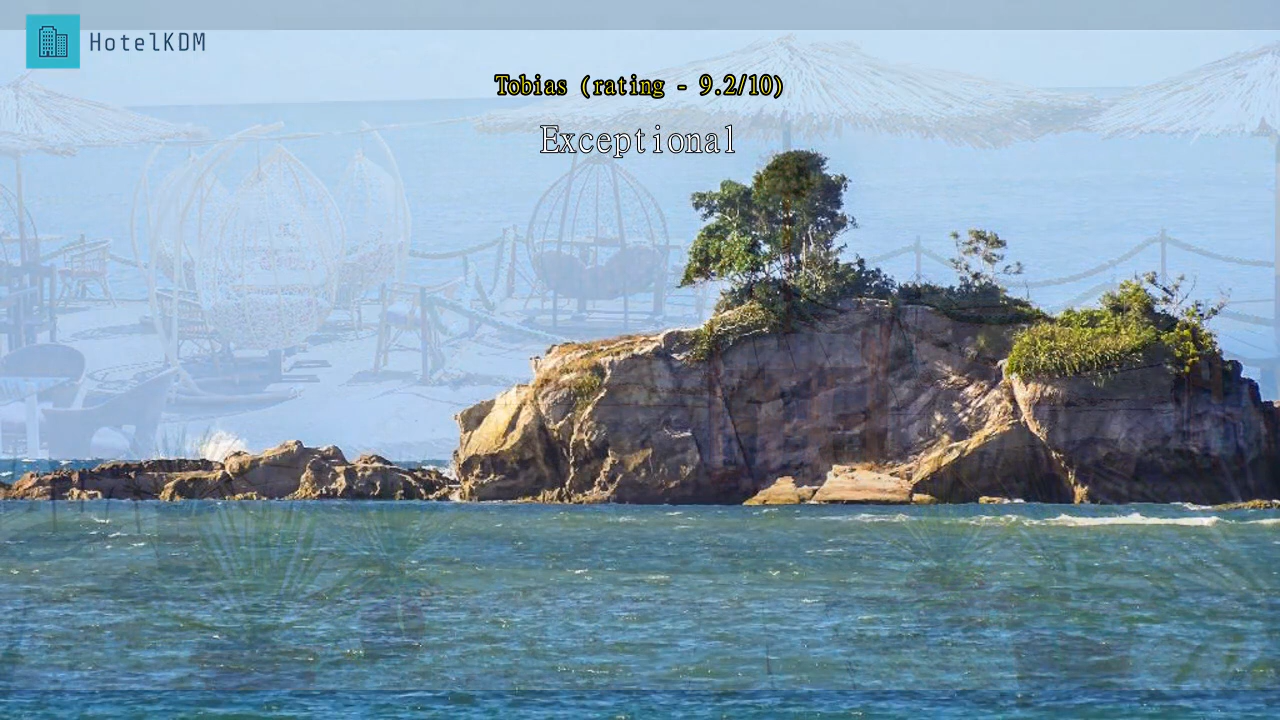 HotelKDM
Tobias (rating - 9.2/10)
Exceptional